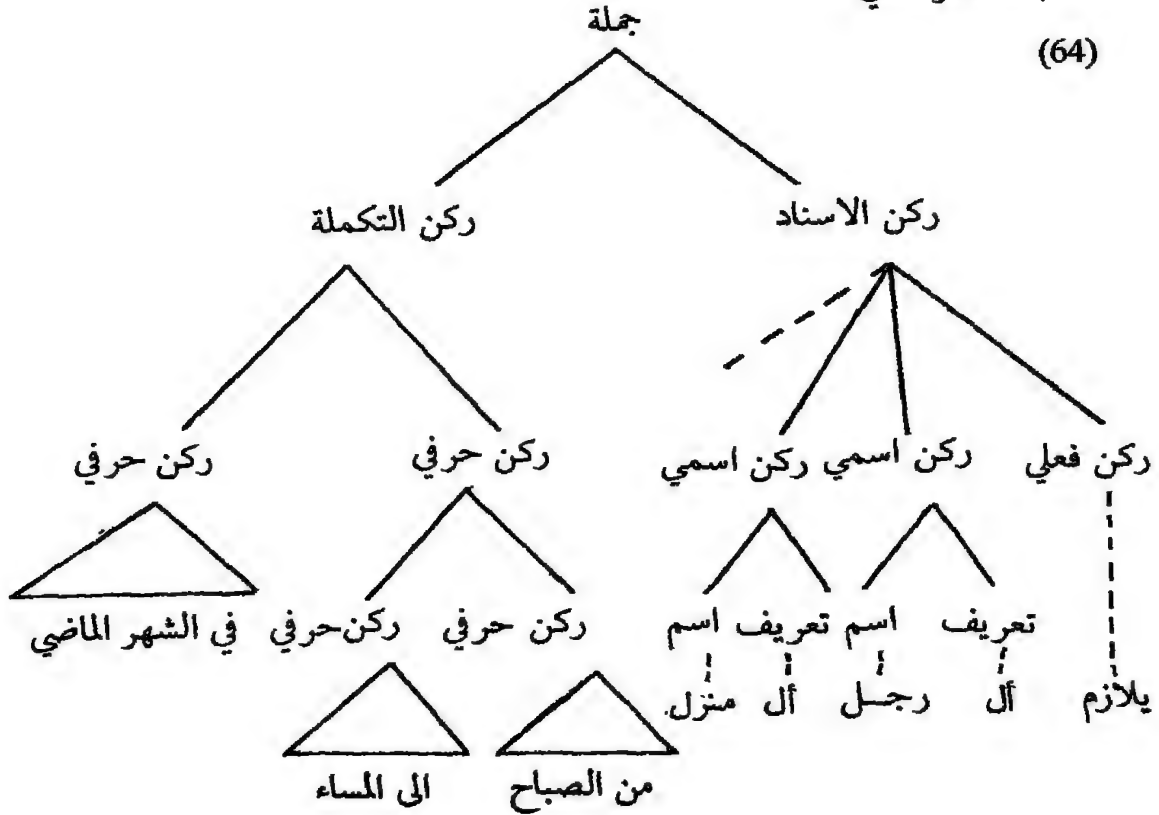 جملة
(64)
ركن الاسناد ركن التكملة
ركن فعلي ركن اسمي ركن اسمي ركن حرفي ركن حرفي
تعريف اسم تعريف اسم ركن حرفي ركن حرفي في الشهر الماضي
يلازم أل رجـل أل منزل.
من الصباح الى المساء